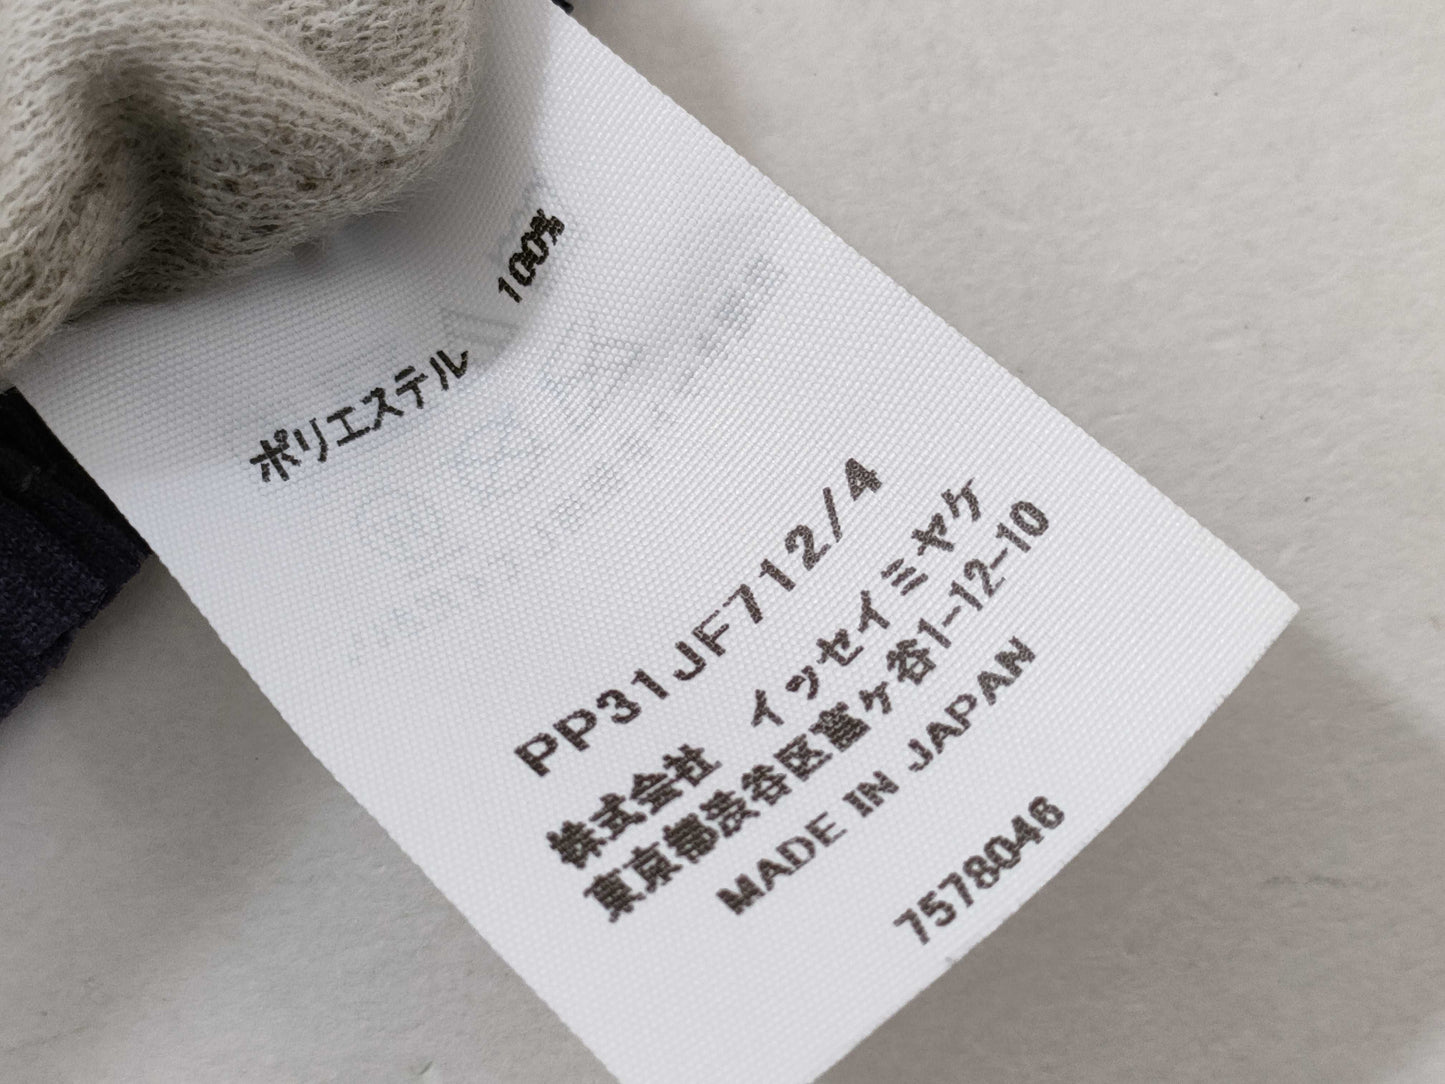 ポリエステル 100%
PP31JF712/4
株式会社 イッセイミヤケ
東京都渋谷区富ケ谷1-12-10
MADE IN JAPAN
7578046